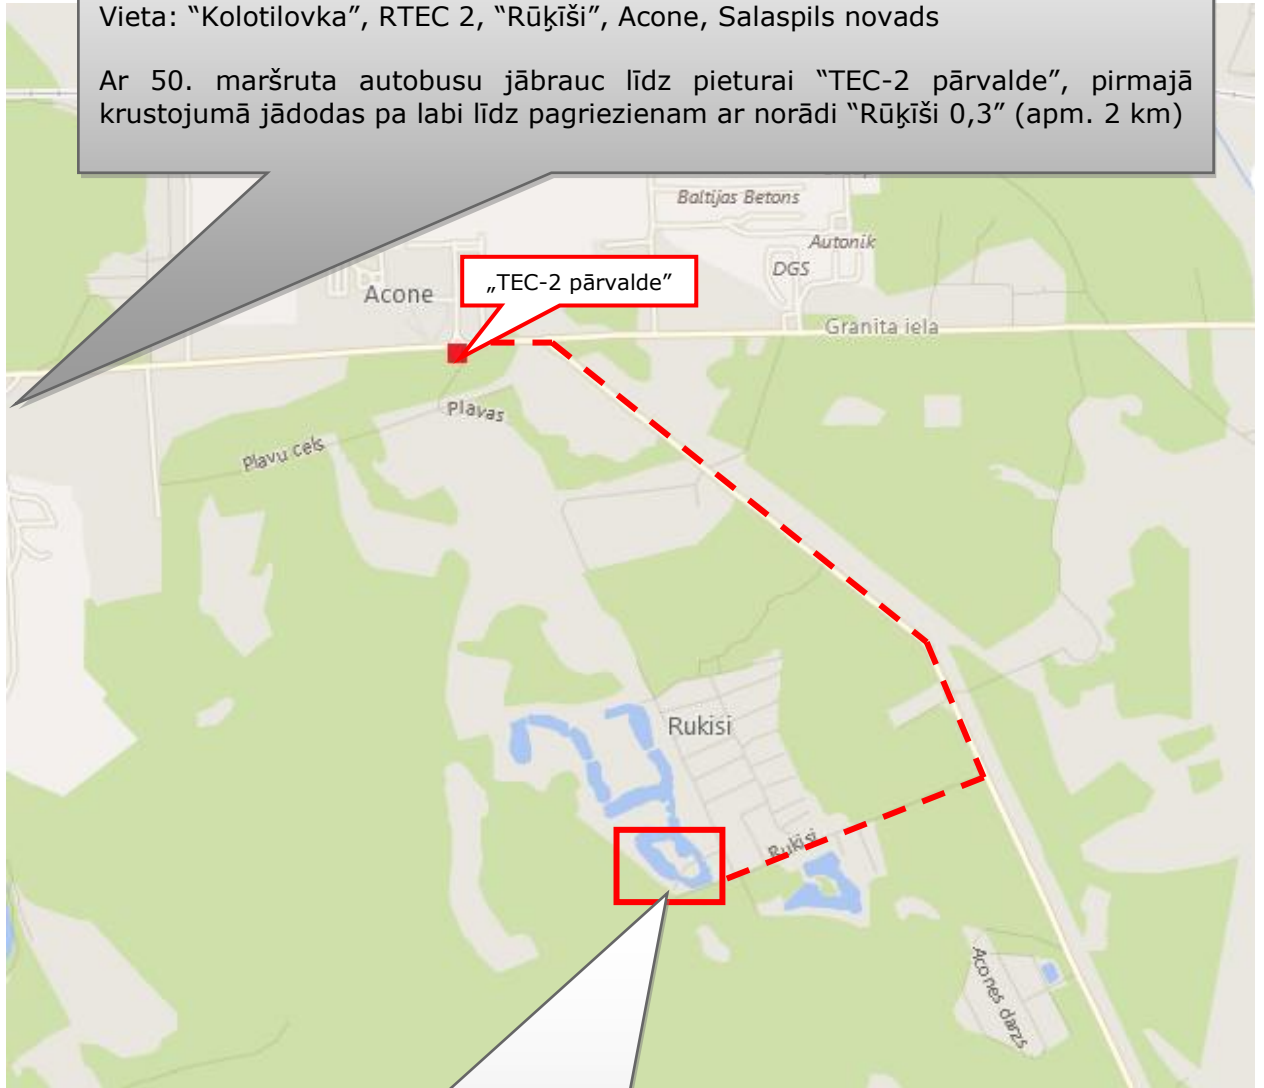 Vieta: “Kolotilovka”, RTEC 2, “Rūķīši”, Acone, Salaspils novads
Ar 50. maršruta autobusu jābrauc līdz pieturai “TEC-2 pārvalde”, pirmajā
krustojumā jādodas pa labi līdz pagriezienam ar norādi “Rūķīši 0,3” (apm. 2 km)
Baltijas Betons
Autonik
DGS
„TEC-2 pārvalde”
Acone
Granita iela
Plavas
Plavu cels
Rukisi
Rukisi
Acones darzs